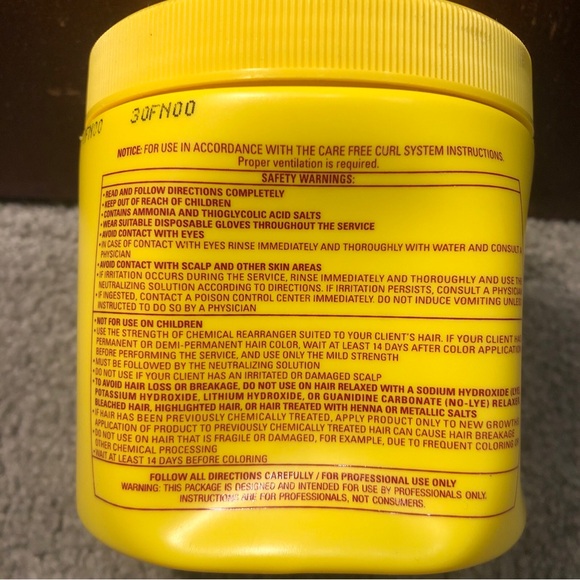 30FN00
FN00
NOTICE: FOR USE IN ACCORDANCE WITH THE CARE FREE CURL SYSTEM INSTRUCTIONS.
Proper ventilation is required.
SAFETY WARNINGS:
• READ AND FOLLOW DIRECTIONS COMPLETELY
• KEEP OUT OF REACH OF CHILDREN
• CONTAINS AMMONIA AND THIOGLYCOLIC ACID SALTS
• WEAR SUITABLE DISPOSABLE GLOVES THROUGHOUT THE SERVICE
• AVOID CONTACT WITH EYES
• IN CASE OF CONTACT WITH EYES RINSE IMMEDIATELY AND THOROUGHLY WITH WATER AND CONSULT A
PHYSICIAN
• AVOID CONTACT WITH SCALP AND OTHER SKIN AREAS
• IF IRRITATION OCCURS DURING THE SERVICE, RINSE IMMEDIATELY AND THOROUGHLY AND USE THE
NEUTRALIZING SOLUTION ACCORDING TO DIRECTIONS. IF IRRITATION PERSISTS, CONSULT A PHYSICIA
• IF INGESTED, CONTACT A POISON CONTROL CENTER IMMEDIATELY. DO NOT INDUCE VOMITING UNLES
INSTRUCTED TO DO SO BY A PHYSICIAN
• NOT FOR USE ON CHILDREN
• USE THE STRENGTH OF CHEMICAL REARRANGER SUITED TO YOUR CLIENT'S HAIR. IF YOUR CLIENT HA
PERMANENT OR DEMI-PERMANENT HAIR COLOR, WAIT AT LEAST 14 DAYS AFTER COLOR APPLICATION
BEFORE PERFORMING THE SERVICE, AND USE ONLY THE MILD STRENGTH
• MUST BE FOLLOWED BY THE NEUTRALIZING SOLUTION
• DO NOT USE IF YOUR CLIENT HAS AN IRRITATED OR DAMAGED SCALP
• TO AVOID HAIR LOSS OR BREAKAGE, DO NOT USE ON HAIR RELAXED WITH A SODIUM HYDROXIDE (LYE),
POTASSIUM HYDROXIDE, LITHIUM HYDROXIDE, OR GUANIDINE CARBONATE (NO-LYE) RELAXE
BLEACHED HAIR, HIGHLIGHTED HAIR, OR HAIR TREATED WITH HENNA OR METALLIC SALTS
• IF HAIR HAS BEEN PREVIOUSLY CHEMICALLY TREATED, APPLY PRODUCT ONLY TO NEW GROWTH.
APPLICATION OF PRODUCT TO PREVIOUSLY CHEMICALLY TREATED HAIR CAN CAUSE HAIR BREAKAGE
• DO NOT USE ON HAIR THAT IS FRAGILE OR DAMAGED, FOR EXAMPLE, DUE TO FREQUENT COLORING O
OTHER CHEMICAL PROCESSING
• WAIT AT LEAST 14 DAYS BEFORE COLORING
FOLLOW ALL DIRECTIONS CAREFULLY / FOR PROFESSIONAL USE ONLY
WARNING: THIS PACKAGE IS DESIGNED AND INTENDED FOR USE BY PROFESSIONALS ONLY.
INSTRUCTIONS ARE FOR PROFESSIONALS, NOT CONSUMERS.